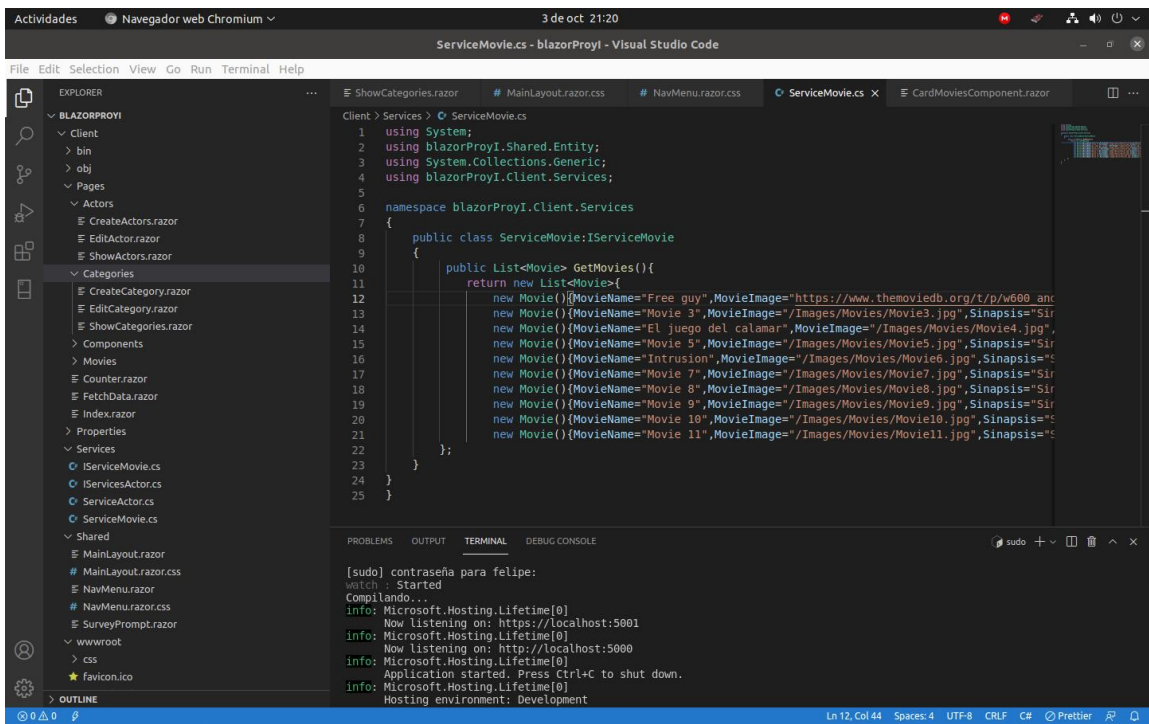 Actividades Navegador web Chromium 3 de oct 21:20
ServiceMovie.cs - blazorProyI - Visual Studio Code
File Edit Selection View Go Run Terminal Help
EXPLORER
BLAZORPROYI
Client
bin
obj
Pages
Actors
CreateActors.razor
EditActor.razor
ShowActors.razor
Categories
CreateCategory.razor
EditCategory.razor
ShowCategories.razor
Components
Movies
Counter.razor
FetchData.razor
Index.razor
Properties
Services
IServiceMovie.cs
IServicesActor.cs
ServiceActor.cs
ServiceMovie.cs
Shared
MainLayout.razor
MainLayout.razor.css
NavMenu.razor
NavMenu.razor.css
SurveyPrompt.razor
wwwroot
css
favicon.ico
OUTLINE
ShowCategories.razor # MainLayout.razor.css # NavMenu.razor.css ServiceMovie.cs CardMoviesComponent.razor
Client > Services > ServiceMovie.cs
1 using System;
2 using blazorProyI.Shared.Entity;
3 using System.Collections.Generic;
4 using blazorProyI.Client.Services;
5
6 namespace blazorProyI.Client.Services
7 {
8 public class ServiceMovie:IServiceMovie
9 {
10 public List<Movie> GetMovies(){
11 return new List<Movie>{
12 new Movie(){MovieName="Free guy",MovieImage="https://www.themoviedb.org/t/p/w600_and
13 new Movie(){MovieName="Movie 3",MovieImage="/Images/Movies/Movie3.jpg",Sinapsis="Sin
14 new Movie(){MovieName="El juego del calamar",MovieImage="/Images/Movies/Movie4.jpg",
15 new Movie(){MovieName="Movie 5",MovieImage="/Images/Movies/Movie5.jpg",Sinapsis="Sin
16 new Movie(){MovieName="Intrusion",MovieImage="/Images/Movies/Movie6.jpg",Sinapsis="S
17 new Movie(){MovieName="Movie 7",MovieImage="/Images/Movies/Movie7.jpg",Sinapsis="Sin
18 new Movie(){MovieName="Movie 8",MovieImage="/Images/Movies/Movie8.jpg",Sinapsis="Sin
19 new Movie(){MovieName="Movie 9",MovieImage="/Images/Movies/Movie9.jpg",Sinapsis="Sin
20 new Movie(){MovieName="Movie 10",MovieImage="/Images/Movies/Movie10.jpg",Sinapsis="S
21 new Movie(){MovieName="Movie 11",MovieImage="/Images/Movies/Movie11.jpg",Sinapsis="S
22 };
23 }
24 }
25 }
PROBLEMS OUTPUT TERMINAL DEBUG CONSOLE sudo
[sudo] contraseña para felipe:
watch : Started
Compilando...
info: Microsoft.Hosting.Lifetime[0]
Now listening on: https://localhost:5001
info: Microsoft.Hosting.Lifetime[0]
Now listening on: http://localhost:5000
info: Microsoft.Hosting.Lifetime[0]
Application started. Press Ctrl+C to shut down.
info: Microsoft.Hosting.Lifetime[0]
Hosting environment: Development
0 0 Ln 12, Col 44 Spaces: 4 UTF-8 CRLF C# Prettier